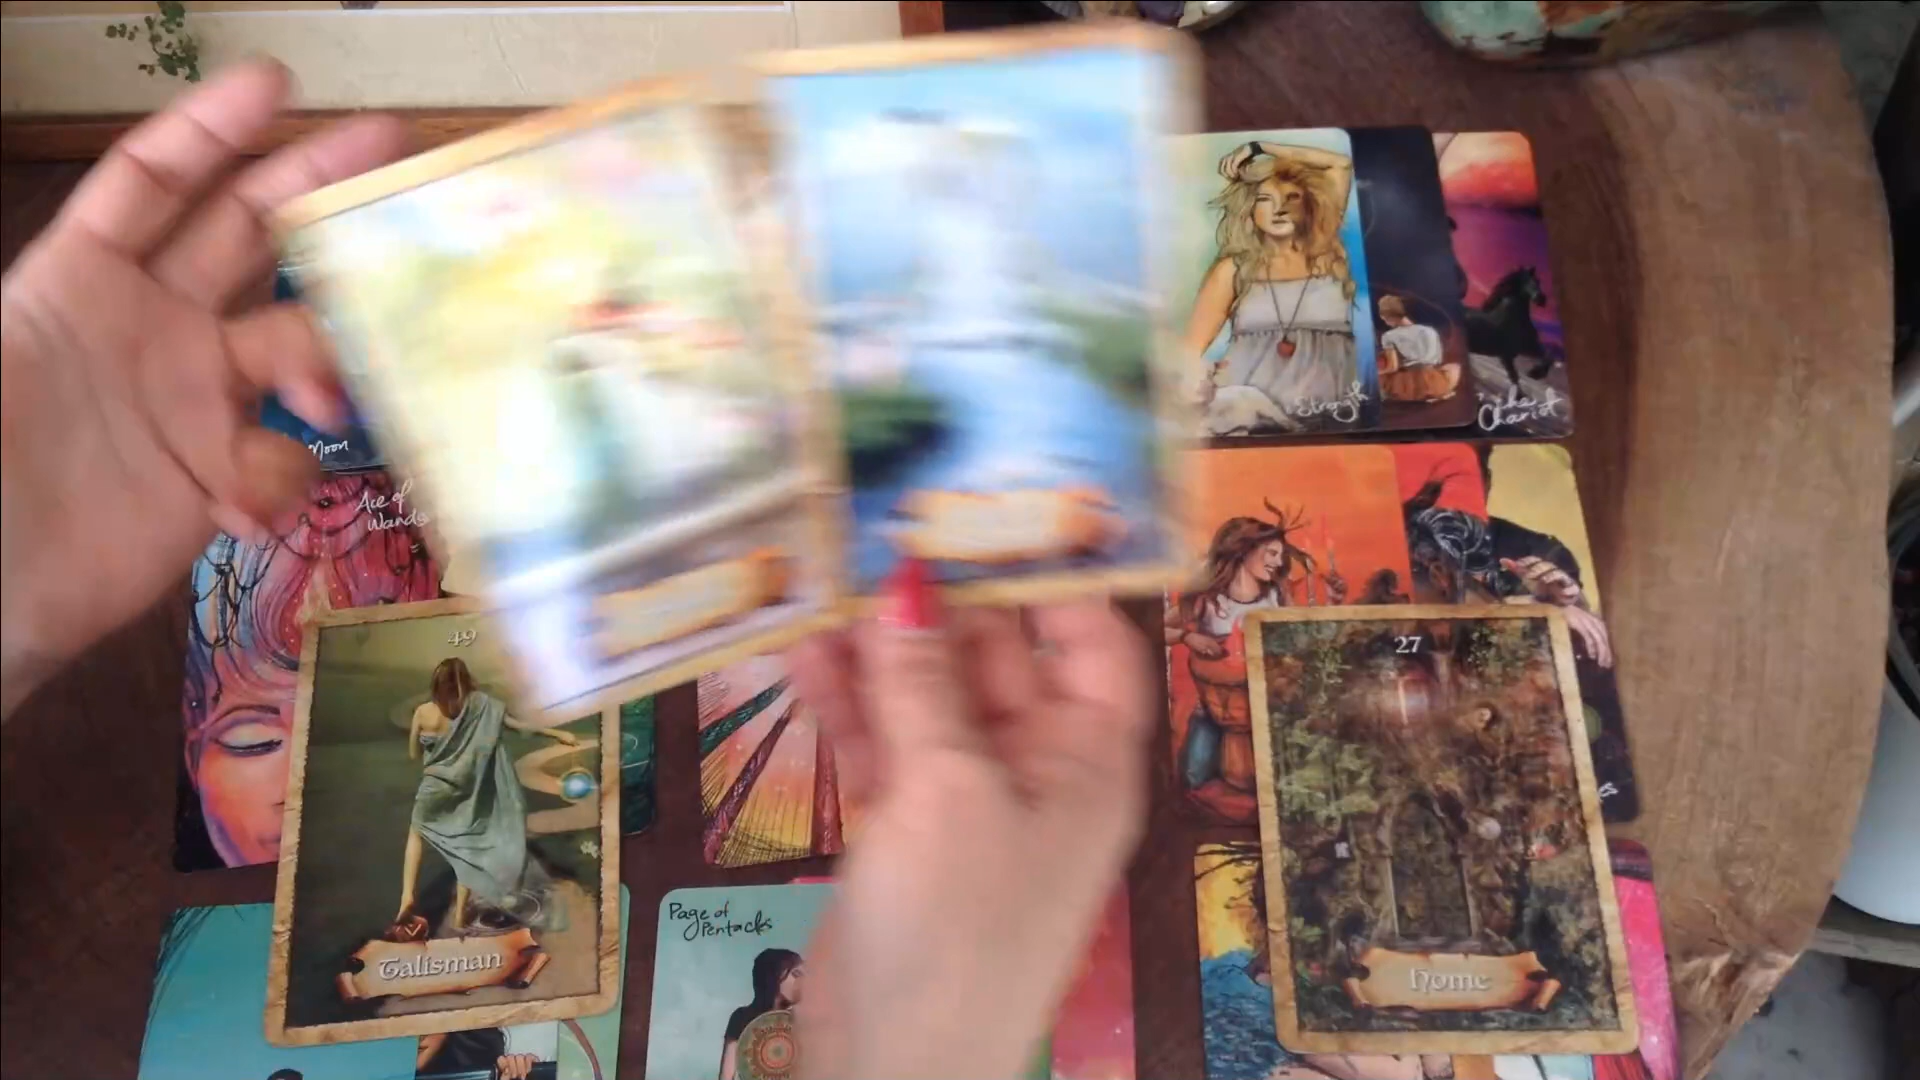 Strength
The
Chariot
Moon
Ace of
Wands
49
27
Talisman
Home
Page of
Pentacles